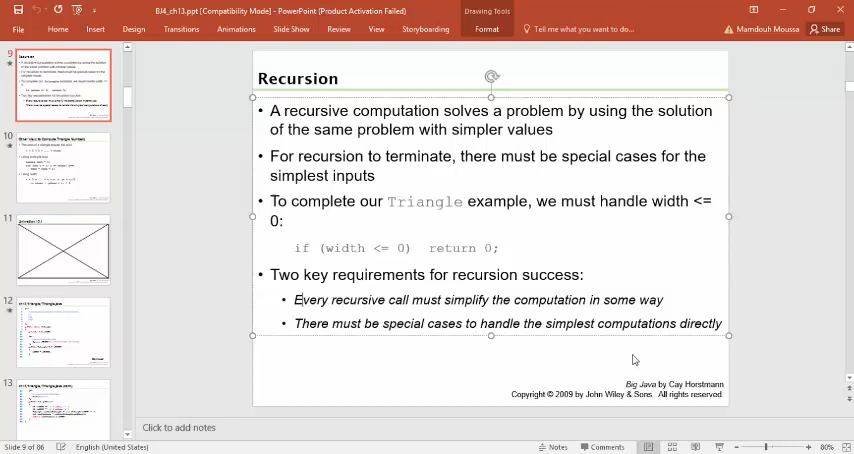 BJ4_ch13.ppt [Compatibility Mode] - PowerPoint (Product Activation Failed)
Drawing Tools
File Home Insert Design Transitions Animations Slide Show Review View Storyboarding Format Tell me what you want to do... Mamdouh Moussa Share
9
Recursion
10
11
12
13
Recursion
• A recursive computation solves a problem by using the solution
of the same problem with simpler values
• For recursion to terminate, there must be special cases for the
simplest inputs
• To complete our Triangle example, we must handle width <=
0:
if (width <= 0) return 0;
• Two key requirements for recursion success:
• Every recursive call must simplify the computation in some way
• There must be special cases to handle the simplest computations directly
Big Java by Cay Horstmann
Copyright © 2009 by John Wiley & Sons. All rights reserved.
Click to add notes
Slide 9 of 86 English (United States) Notes Comments 80%